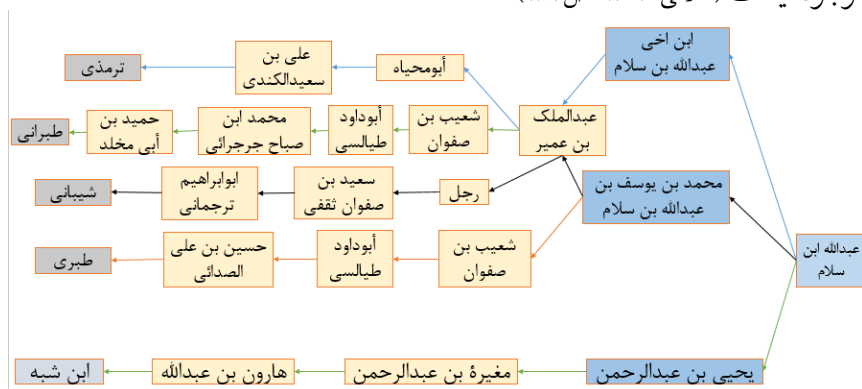 ابن اخی
عبدالله بن سلام
علی بن
سعیدالکندی
أبومحیاه
ترمذی
عبدالملک
بن عمیر
شعیب بن
صفوان
أبوداود
طیالسی
محمد ابن
صباح جرجرائی
حمید بن
أبي مخلد
طبرانی
محمد بن یوسف بن
عبدالله بن سلام
رجل
سعید بن
صفوان ثقفی
ابوابراهیم
ترجمانی
شیبانی
عبدالله ابن
سلام
شعیب بن
صفوان
أبوداود
طیالسی
حسین بن علی
الصدائی
طبری
یحیی بن عبدالرحمن
مغیرة بن عبدالرحمن
هارون بن عبدالله
ابن شبه